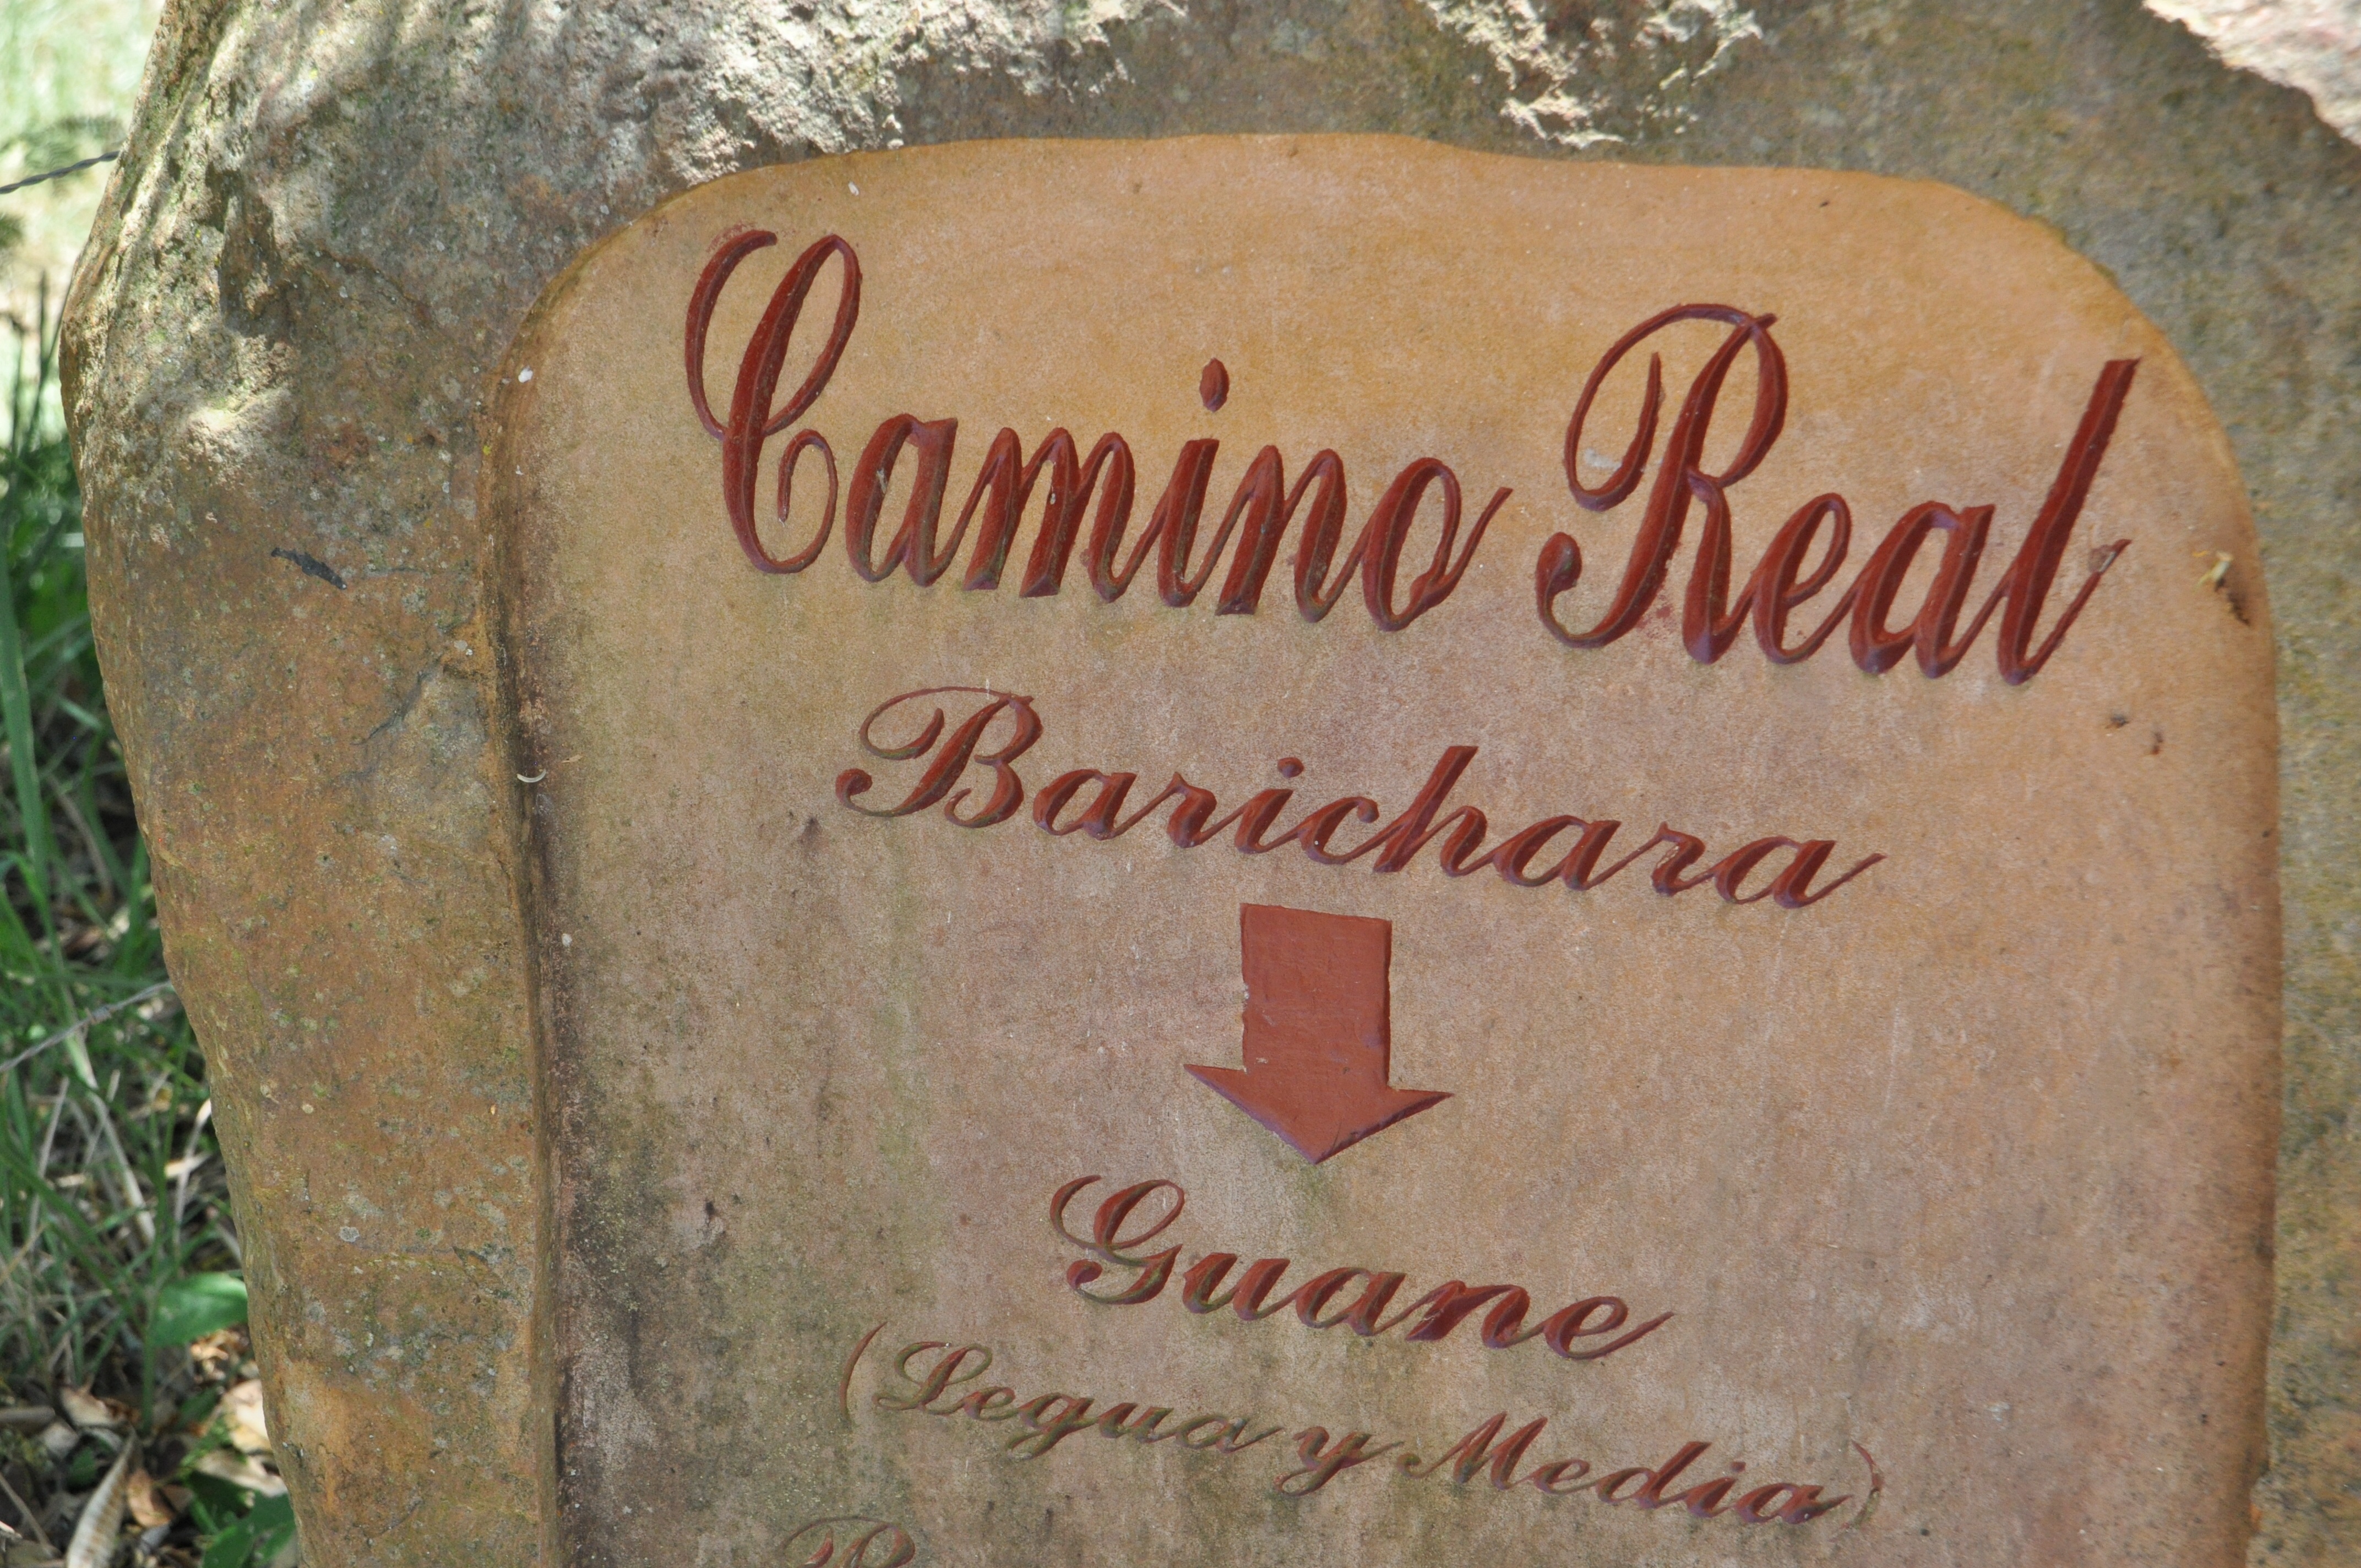 Camino Real
Barichara
Guane
(Legua y Media)